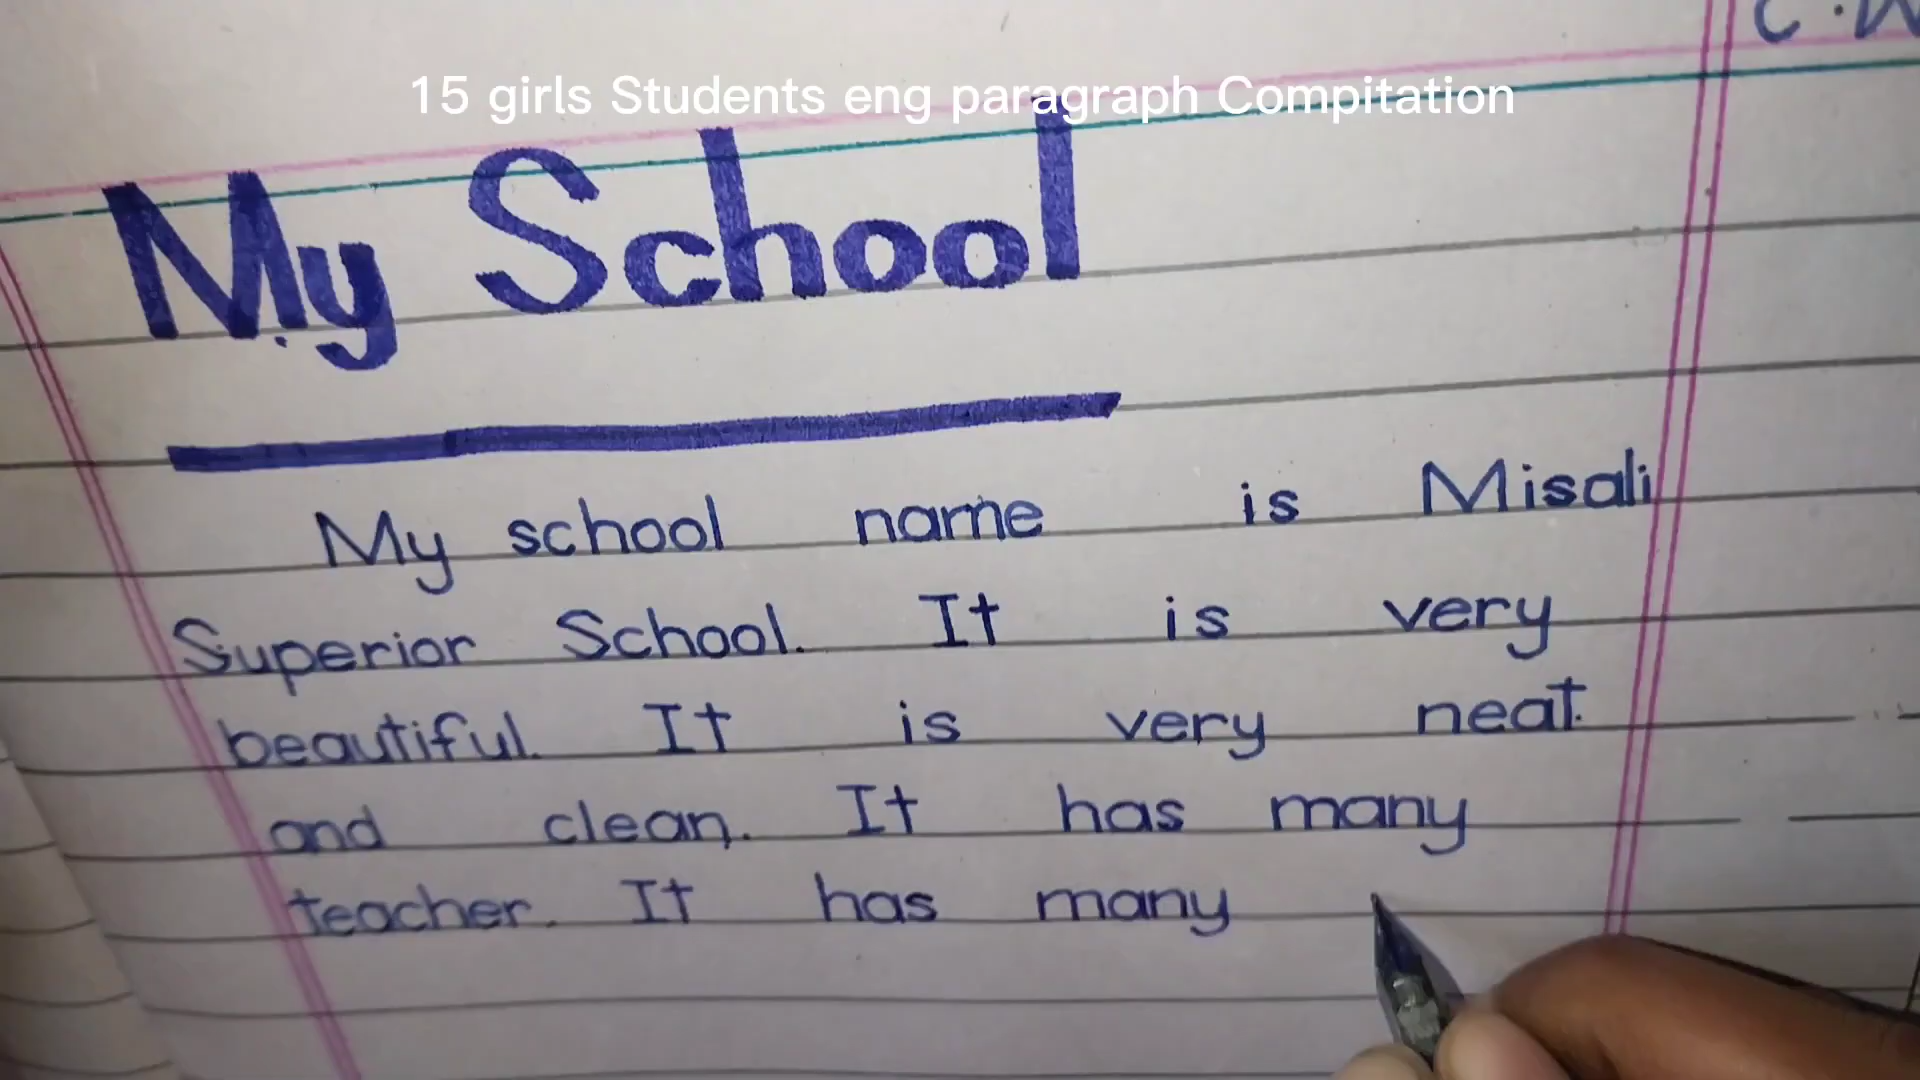 C.W
15 girls Students eng paragraph Compitation
My School
My school name is Misali
Superior School. It is very
beautiful. It is very neat
and clean. It has many
teacher. It has many